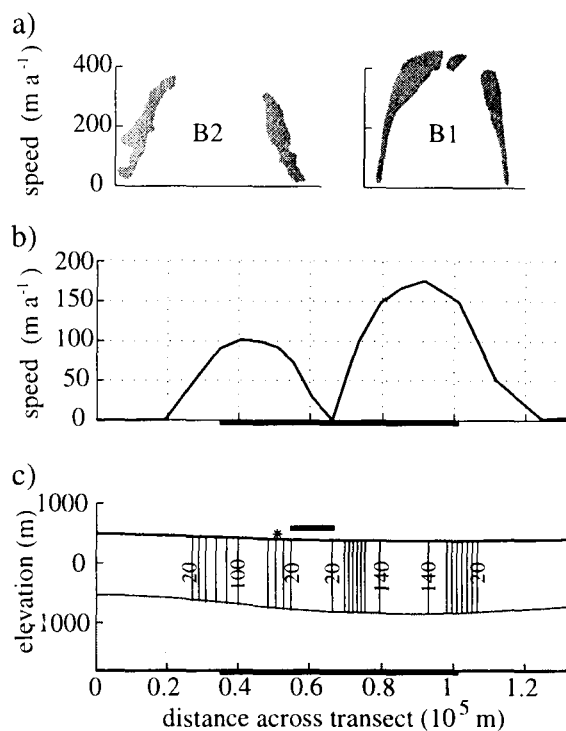 a)
400
200
0
speed (m a⁻¹)
B2
B1
b)
200
150
100
50
0
speed (m a⁻¹)
c)
1000
0
1000
elevation (m)
*
20
100
20
20
140
140
20
0 0.2 0.4 0.6 0.8 1 1.2
distance across transect (10⁵ m)